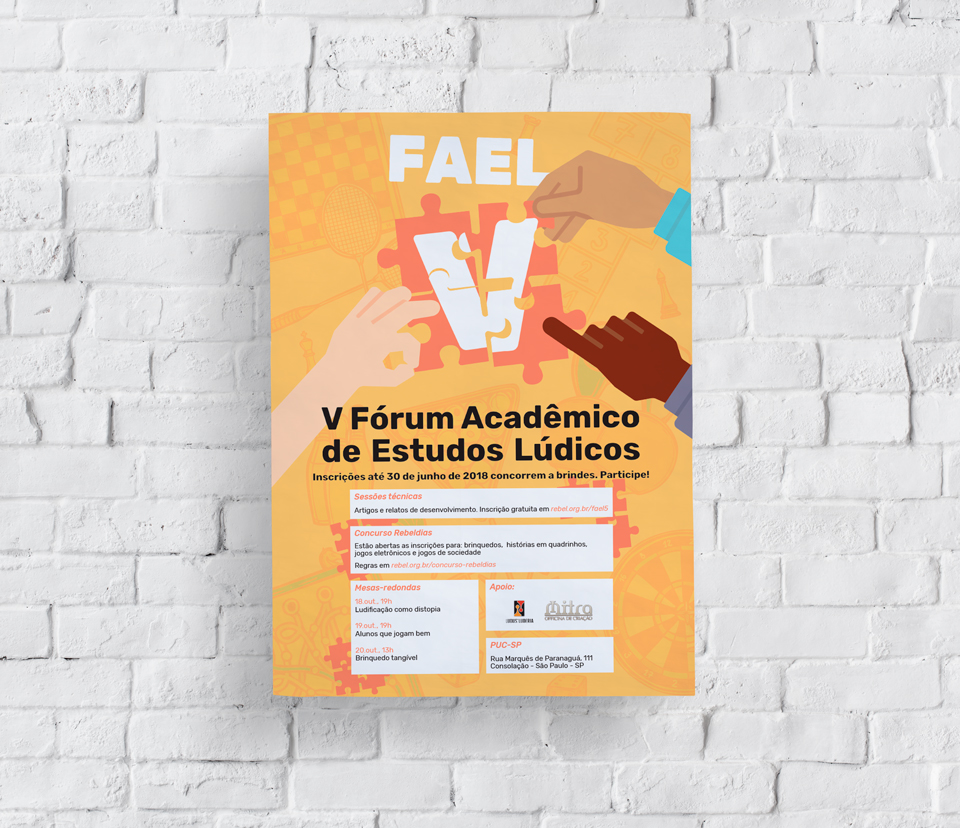 FAEL
V
V Fórum Acadêmico
de Estudos Lúdicos
Inscrições até 30 de junho de 2018 concorrem a brindes. Participe!
Sessões técnicas
Artigos e relatos de desenvolvimento. Inscrição gratuita em rebel.org.br/fael5
Concurso Rebeldias
Estão abertas as inscrições para: brinquedos, histórias em quadrinhos,
jogos eletrônicos e jogos de sociedade
Regras em rebel.org.br/concurso-rebeldias
Mesas-redondas
18 out., 19h
Ludificação como distopia
19 out., 19h
Alunos que jogam bem
20 out., 13h
Brinquedo tangível
Apoio:
LUDUS LUDERIA
OFFICINA DE CRIAÇÃO
PUC-SP
Rua Marquês de Paranaguá, 111
Consolação - São Paulo - SP